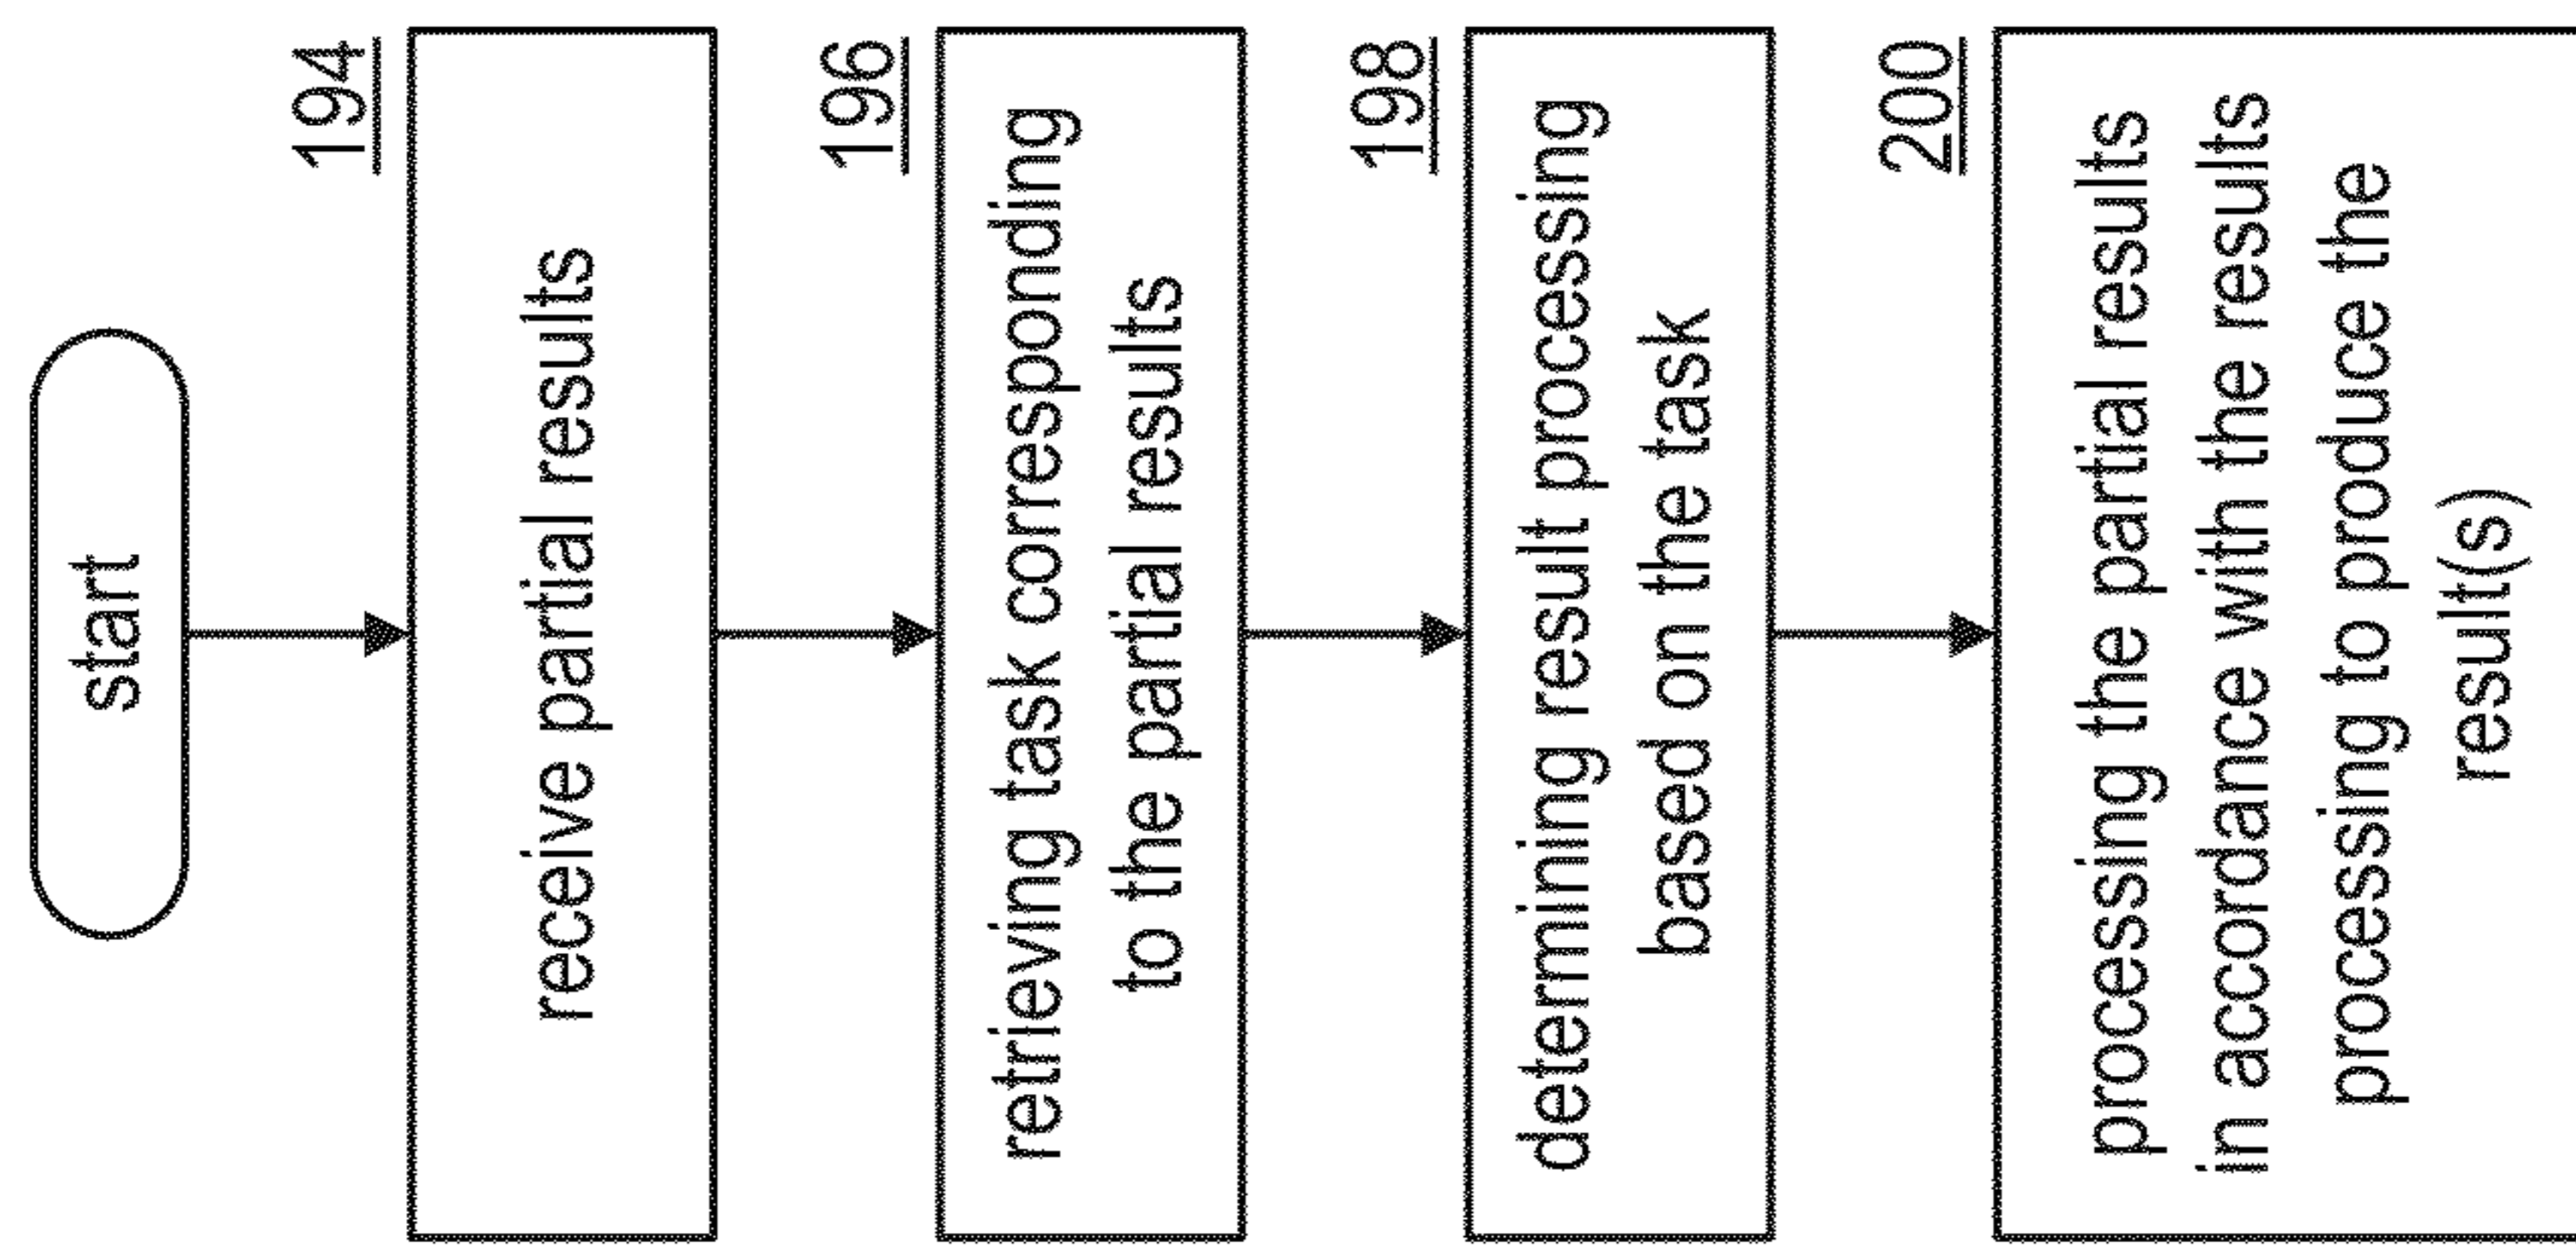 start
194
receive partial results
196
retrieving task corresponding
to the partial results
198
determining result processing
based on the task
200
processing the partial results
in accordance with the results
processing to produce the
result(s)